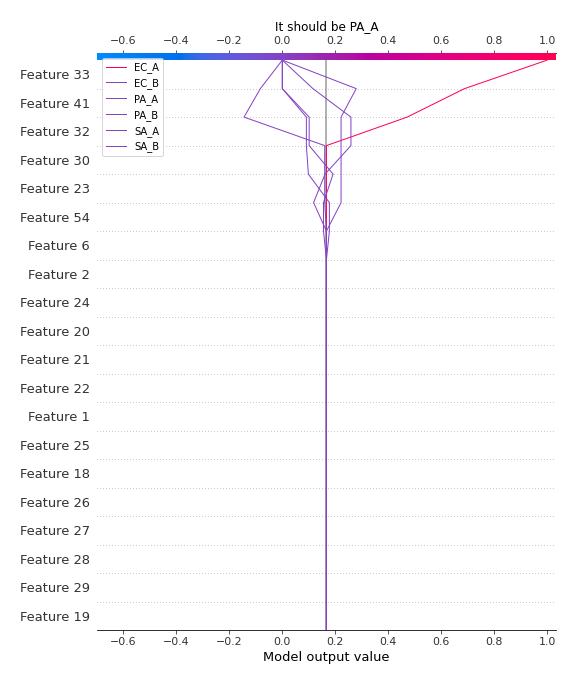 It should be PA_A
−0.6 −0.4 −0.2 0.0 0.2 0.4 0.6 0.8 1.0
EC_A
EC_B
PA_A
PA_B
SA_A
SA_B
Feature 33
Feature 41
Feature 32
Feature 30
Feature 23
Feature 54
Feature 6
Feature 2
Feature 24
Feature 20
Feature 21
Feature 22
Feature 1
Feature 25
Feature 18
Feature 26
Feature 27
Feature 28
Feature 29
Feature 19
−0.6 −0.4 −0.2 0.0 0.2 0.4 0.6 0.8 1.0
Model output value